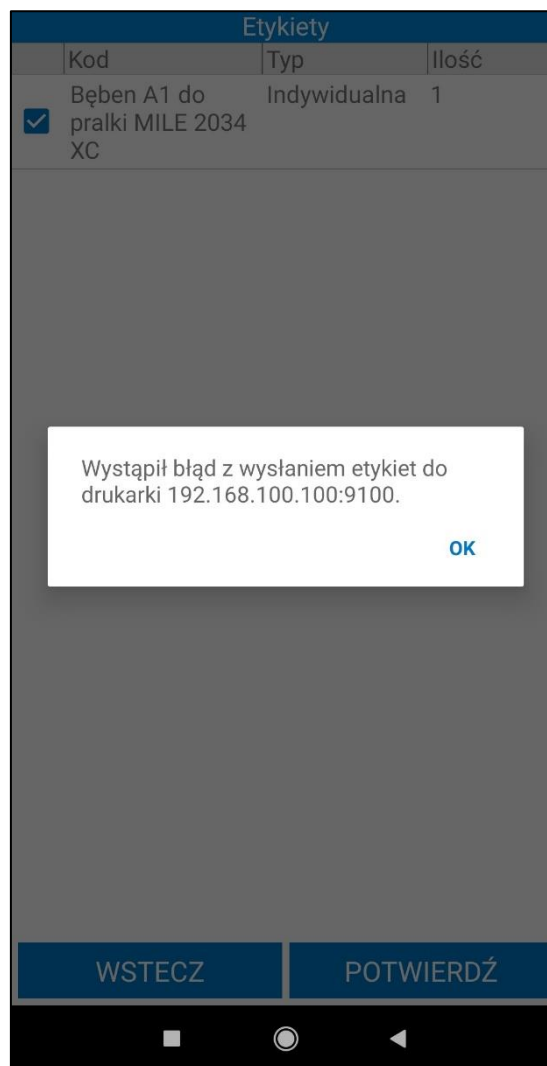 Etykiety
Kod Typ Ilość
Bęben A1 do Indywidualna 1
pralki MILE 2034
XC
Wystąpił błąd z wysłaniem etykiet do
drukarki 192.168.100.100:9100.
OK
WSTECZ POTWIERDŹ